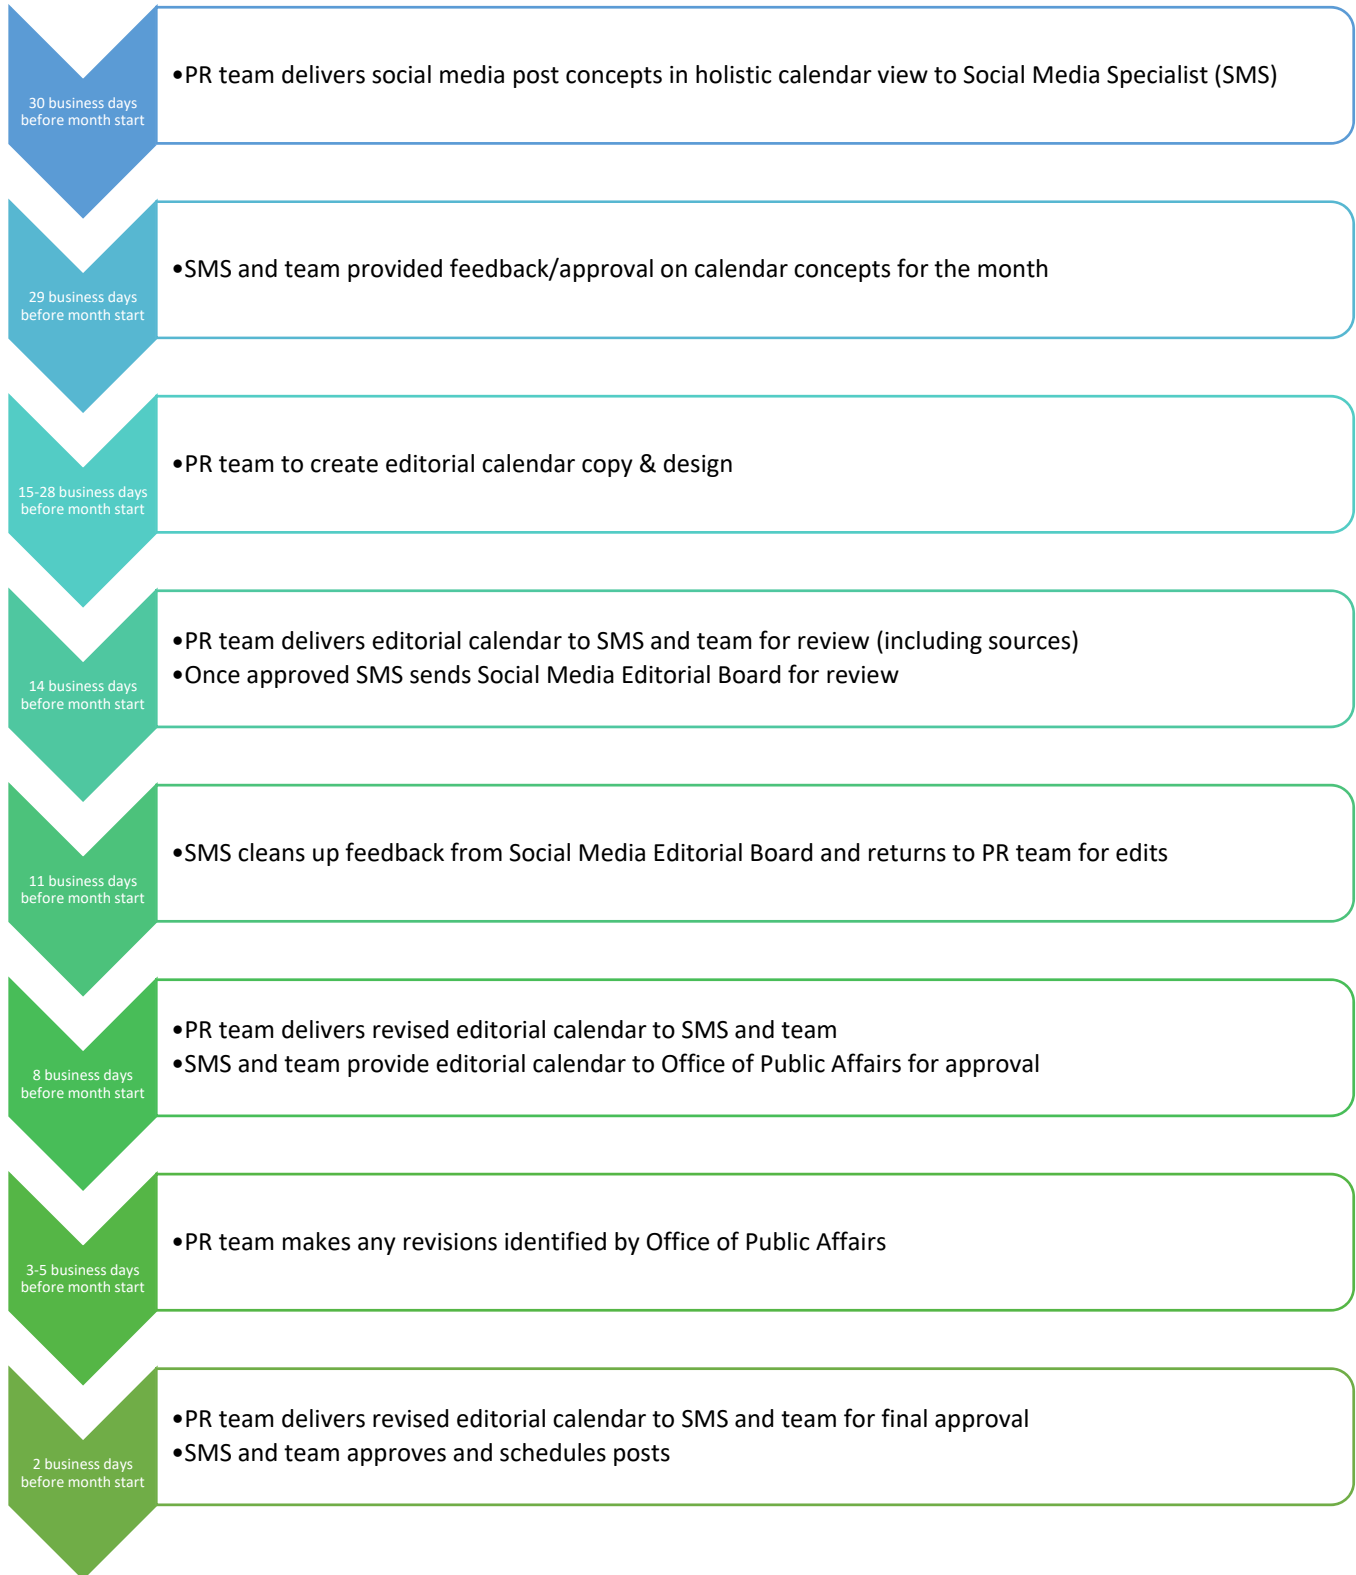 30 business days
before month start
•PR team delivers social media post concepts in holistic calendar view to Social Media Specialist (SMS)
29 business days
before month start
•SMS and team provided feedback/approval on calendar concepts for the month
15-28 business days
before month start
•PR team to create editorial calendar copy & design
14 business days
before month start
•PR team delivers editorial calendar to SMS and team for review (including sources)
•Once approved SMS sends Social Media Editorial Board for review
11 business days
before month start
•SMS cleans up feedback from Social Media Editorial Board and returns to PR team for edits
8 business days
before month start
•PR team delivers revised editorial calendar to SMS and team
•SMS and team provide editorial calendar to Office of Public Affairs for approval
3-5 business days
before month start
•PR team makes any revisions identified by Office of Public Affairs
2 business days
before month start
•PR team delivers revised editorial calendar to SMS and team for final approval
•SMS and team approves and schedules posts